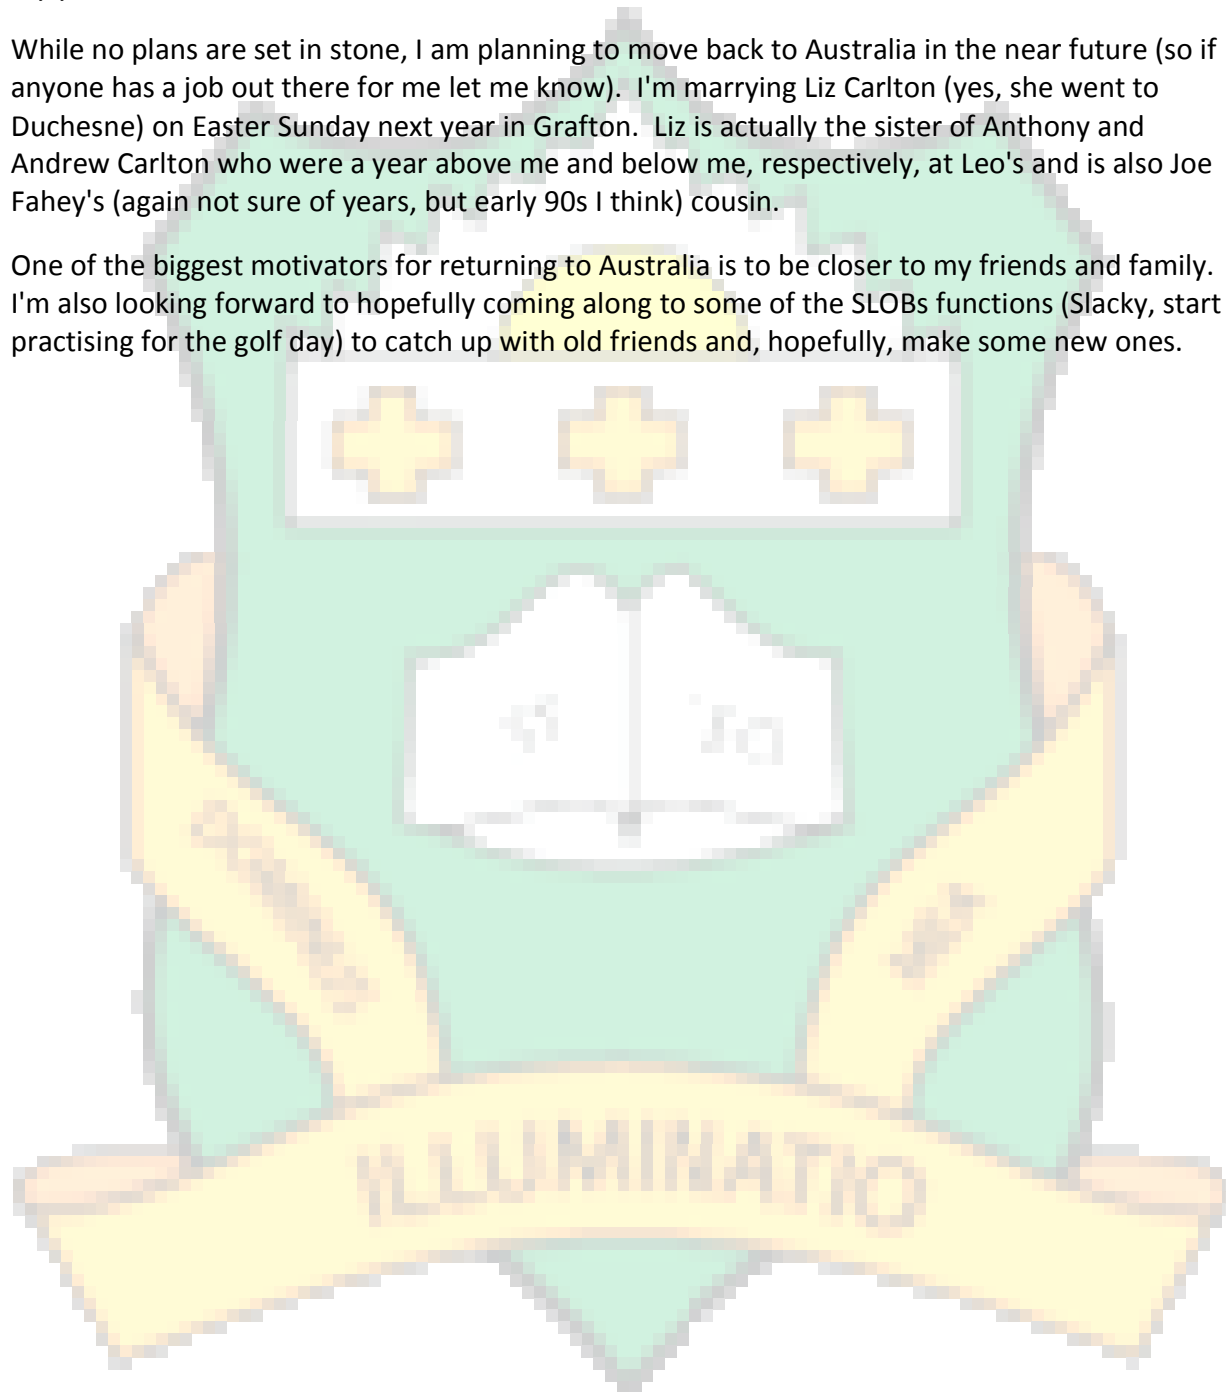 While no plans are set in stone, I am planning to move back to Australia in the near future (so if
anyone has a job out there for me let me know).  I'm marrying Liz Carlton (yes, she went to
Duchesne) on Easter Sunday next year in Grafton.  Liz is actually the sister of Anthony and
Andrew Carlton who were a year above me and below me, respectively, at Leo's and is also Joe
Fahey's (again not sure of years, but early 90s I think) cousin.
One of the biggest motivators for returning to Australia is to be closer to my friends and family.
I'm also looking forward to hopefully coming along to some of the SLOBs functions (Slacky, start
practising for the golf day) to catch up with old friends and, hopefully, make some new ones.
ILLUMINATIO